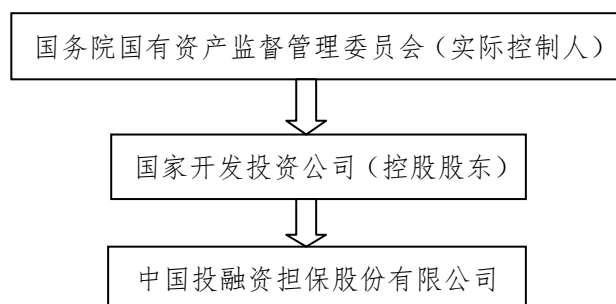 国务院国有资产监督管理委员会（实际控制人）
国家开发投资公司（控股股东）
中国投融资担保股份有限公司